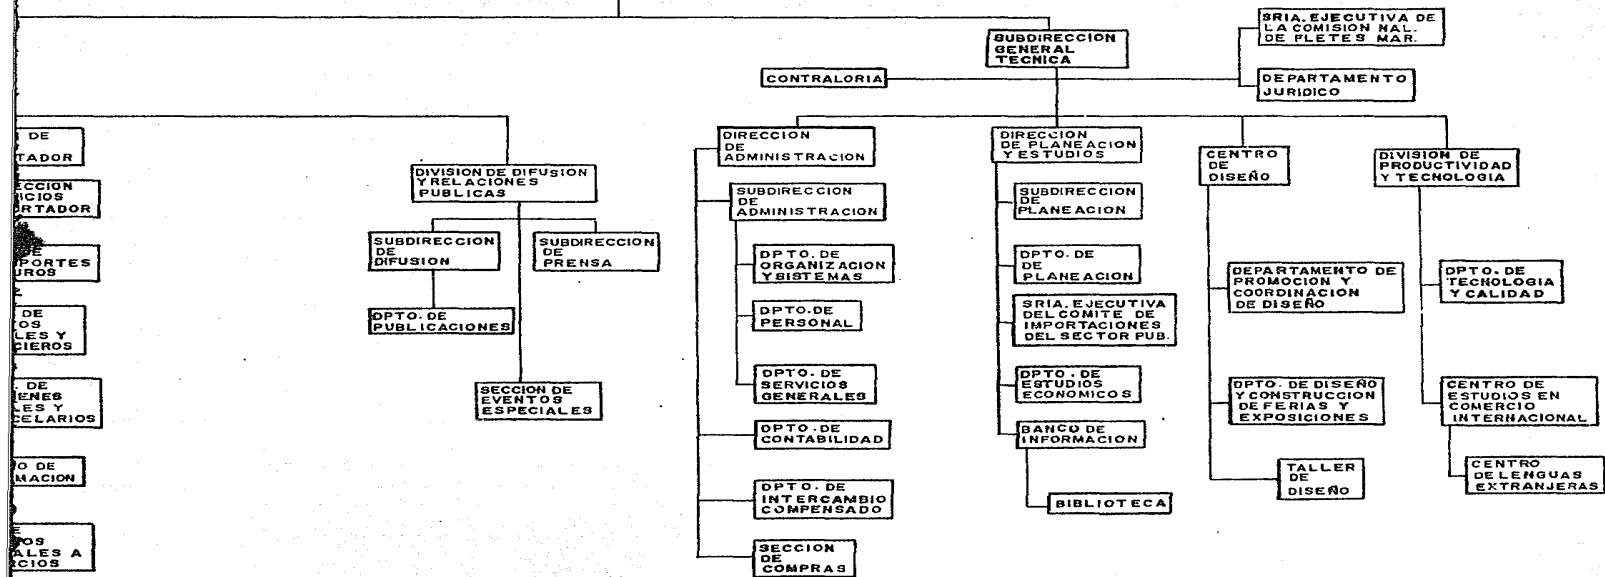 SUBDIRECCION
GENERAL
TECNICA
SRIA. EJECUTIVA DE
LA COMISION NAL.
DE FLETES MAR.
CONTRALORIA
DEPARTAMENTO
JURIDICO
DE
DIVISION DE DIFUSION
Y RELACIONES
PUBLICAS
SUBDIRECCION
DE
DIFUSION
SUBDIRECCION
DE
PRENSA
DPTO. DE
PUBLICACIONES
SECCION DE
EVENTOS
ESPECIALES
DIRECCION
DE
ADMINISTRACION
SUBDIRECCION
DE
ADMINISTRACION
DPTO. DE
ORGANIZACION
Y SISTEMAS
DPTO. DE
PERSONAL
DPTO. DE
SERVICIOS
GENERALES
DPTO. DE
CONTABILIDAD
DPTO. DE
INTERCAMBIO
COMPENSADO
SECCION
DE
COMPRAS
DIRECCION
DE PLANEACION
Y ESTUDIOS
SUBDIRECCION
DE
PLANEACION
DPTO. DE
DE
PLANEACION
SRIA. EJECUTIVA
DEL COMITE DE
IMPORTACIONES
DEL SECTOR PUB.
DPTO. DE
ESTUDIOS
ECONOMICOS
BANCO DE
INFORMACION
BIBLIOTECA
CENTRO
DE
DISEÑO
DEPARTAMENTO DE
PROMOCION Y
COORDINACION
DE DISEÑO
DPTO. DE DISEÑO
Y CONSTRUCCION
DE FERIAS Y
EXPOSICIONES
TALLER
DE
DISEÑO
DIVISION DE
PRODUCTIVIDAD
Y TECNOLOGIA
DPTO. DE
TECNOLOGIA
Y CALIDAD
CENTRO DE
ESTUDIOS EN
COMERCIO
INTERNACIONAL
CENTRO
DE LENGUAS
EXTRANJERAS